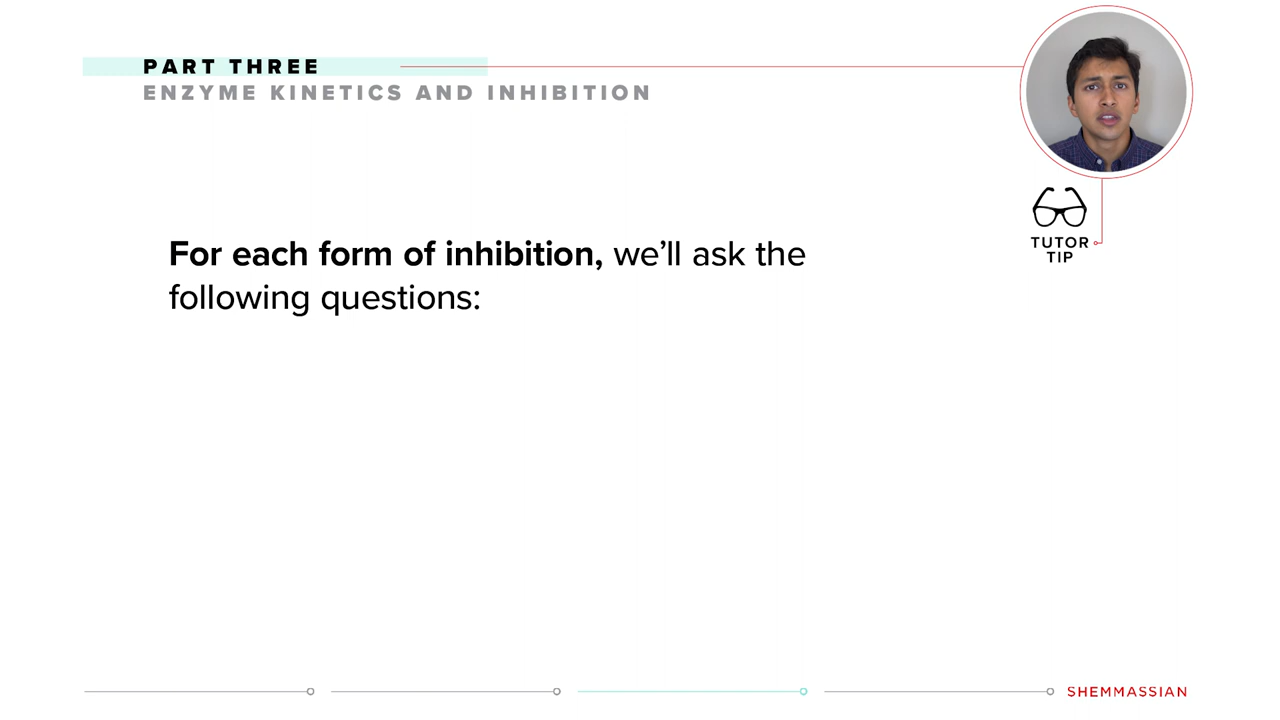 PART THREE
ENZYME KINETICS AND INHIBITION
TUTOR
TIP
For each form of inhibition, we’ll ask the
following questions:
SHEMMASSIAN